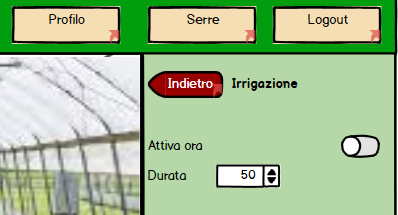 Profilo Serre Logout
Indietro Irrigazione
Attiva ora
Durata 50